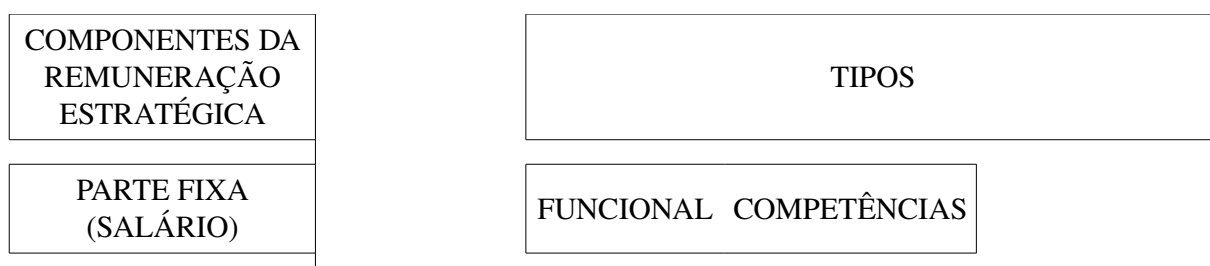 COMPONENTES DA
REMUNERAÇÃO
ESTRATÉGICA
TIPOS
PARTE FIXA
(SALÁRIO)
FUNCIONAL COMPETÊNCIAS